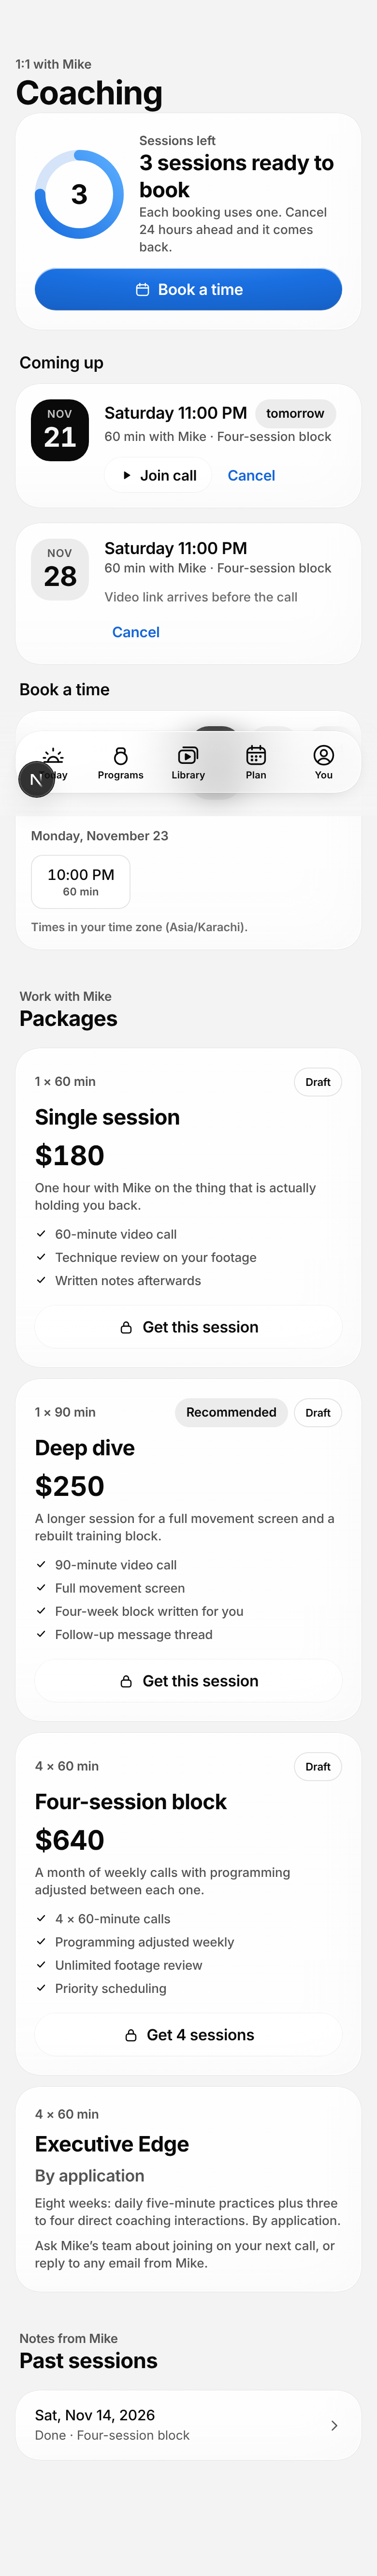 1:1 with Mike
Coaching
3
Sessions left
3 sessions ready to
book
Each booking uses one. Cancel
24 hours ahead and it comes
back.
Book a time
Coming up
NOV
21
Saturday 11:00 PM
tomorrow
60 min with Mike · Four-session block
Join call
Cancel
NOV
28
Saturday 11:00 PM
60 min with Mike · Four-session block
Video link arrives before the call
Cancel
Book a time
N
Programs
Library
Plan
You
Monday, November 23
10:00 PM
60 min
Times in your time zone (Asia/Karachi).
Work with Mike
Packages
1 × 60 min
Draft
Single session
$180
One hour with Mike on the thing that is actually
holding you back.
60-minute video call
Technique review on your footage
Written notes afterwards
Get this session
1 × 90 min
Recommended
Draft
Deep dive
$250
A longer session for a full movement screen and a
rebuilt training block.
90-minute video call
Full movement screen
Four-week block written for you
Follow-up message thread
Get this session
4 × 60 min
Draft
Four-session block
$640
A month of weekly calls with programming
adjusted between each one.
4 × 60-minute calls
Programming adjusted weekly
Unlimited footage review
Priority scheduling
Get 4 sessions
4 × 60 min
Executive Edge
By application
Eight weeks: daily five-minute practices plus three
to four direct coaching interactions. By application.
Ask Mike’s team about joining on your next call, or
reply to any email from Mike.
Notes from Mike
Past sessions
Sat, Nov 14, 2026
Done · Four-session block